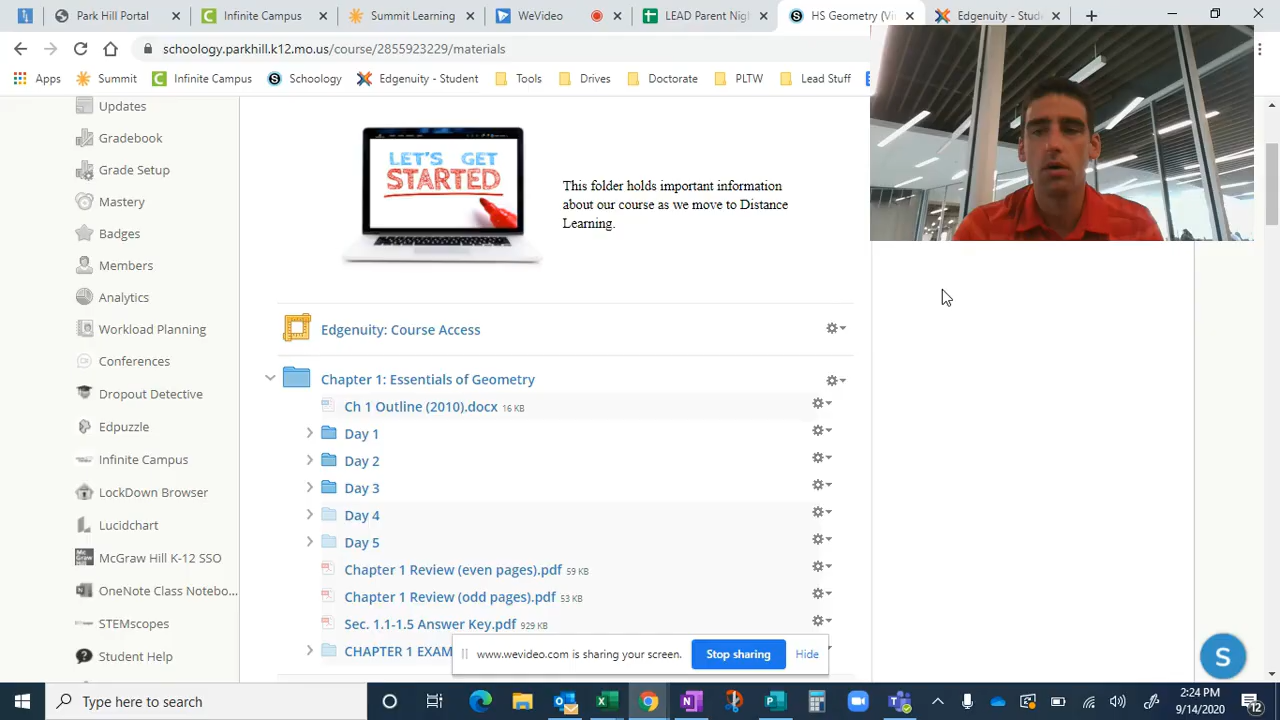 Park Hill Portal
Infinite Campus
Summit Learning
WeVideo
LEAD Parent Nigh
HS Geometry (Vi
Edgenuity - Stude
schoology.parkhill.k12.mo.us/course/2855923229/materials
Apps
Summit
Infinite Campus
Schoology
Edgenuity - Student
Tools
Drives
Doctorate
PLTW
Lead Stuff
Updates
Gradebook
Grade Setup
Mastery
Badges
Members
Analytics
Workload Planning
Conferences
Dropout Detective
Edpuzzle
Infinite Campus
LockDown Browser
Lucidchart
McGraw Hill K-12 SSO
OneNote Class Notebo...
STEMscopes
Student Help
LET'S GET
STARTED
This folder holds important information
about our course as we move to Distance
Learning.
Edgenuity: Course Access
Chapter 1: Essentials of Geometry
Ch 1 Outline (2010).docx 16 KB
Day 1
Day 2
Day 3
Day 4
Day 5
Chapter 1 Review (even pages).pdf 59 KB
Chapter 1 Review (odd pages).pdf 53 KB
Sec. 1.1-1.5 Answer Key.pdf 929 KB
CHAPTER 1 EXAM
www.wevideo.com is sharing your screen.
Stop sharing
Hide
S
Type here to search
2:24 PM
9/14/2020
12